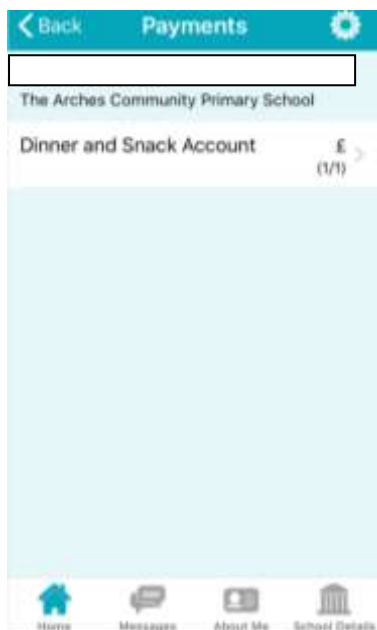 Back Payments
The Arches Community Primary School
Dinner and Snack Account £
(1/1)
Home Messages About Me School Details